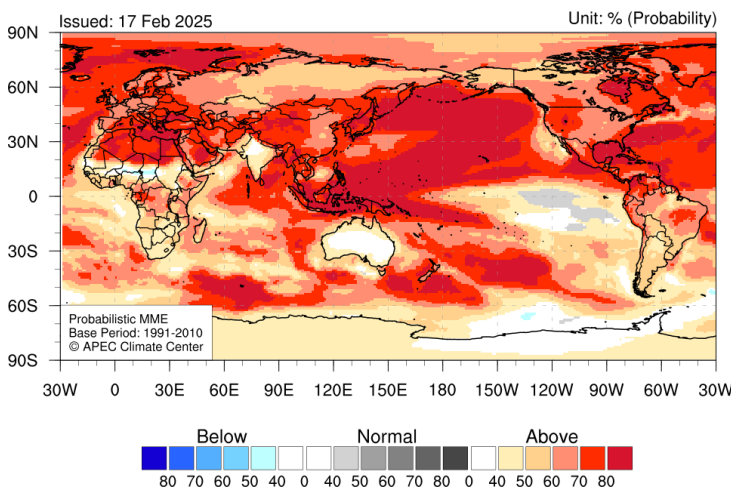 Issued: 17 Feb 2025
Unit: % (Probability)
90N
60N
30N
0
30S
60S
90S
Probabilistic MME
Base Period: 1991-2010
© APEC Climate Center
30W 0 30E 60E 90E 120E 150E 180 150W 120W 90W 60W 30W
Below Normal Above
80 70 60 50 40 0 40 50 60 70 80 0 40 50 60 70 80